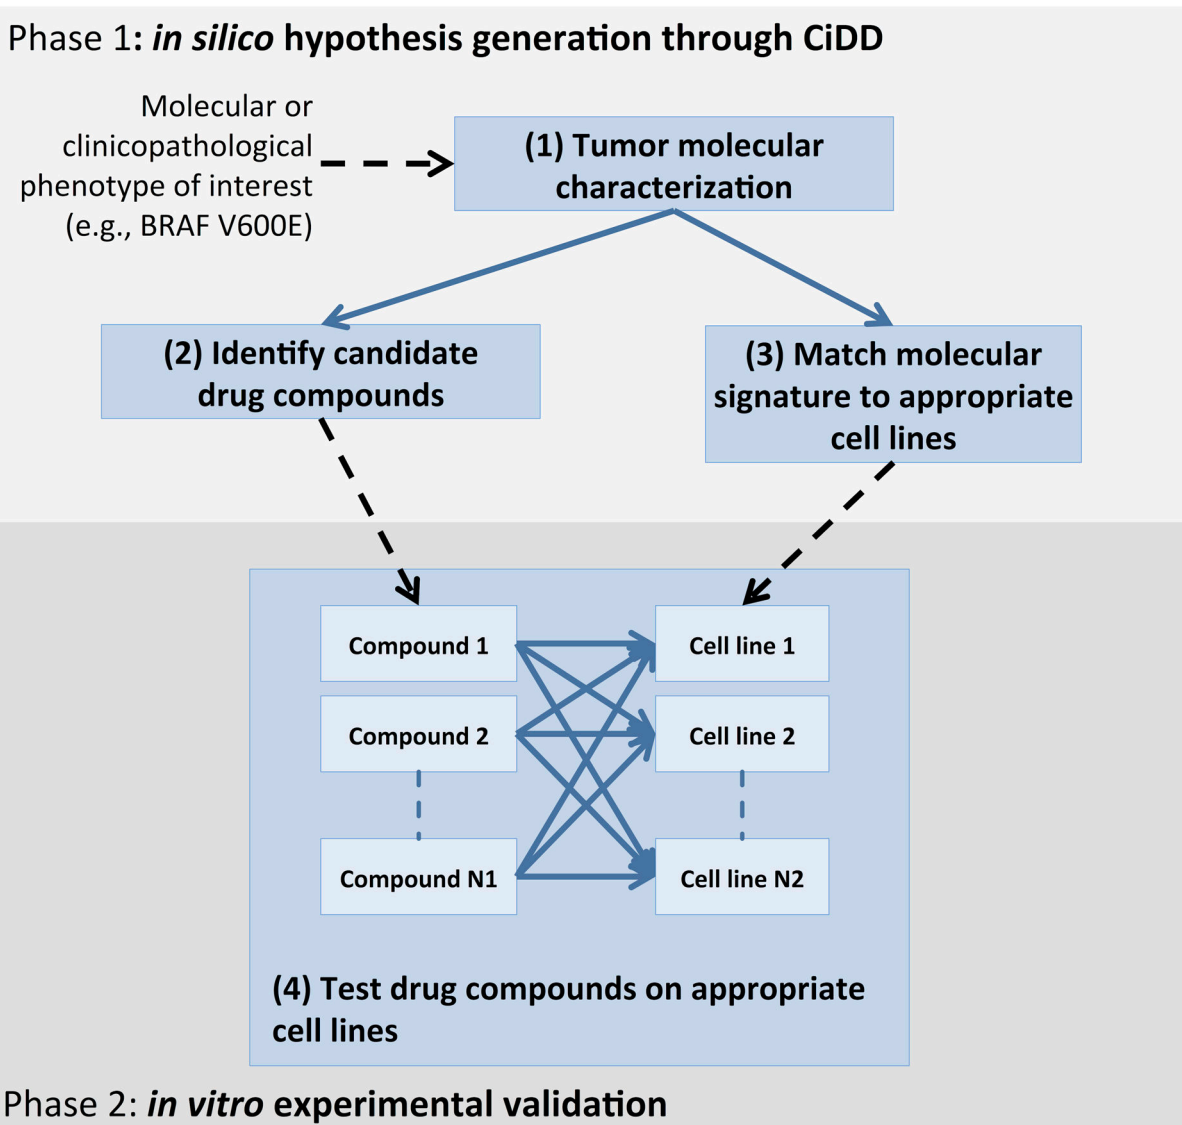 Phase 1: in silico hypothesis generation through CiDD
Molecular or
clinicopathological
phenotype of interest
(e.g., BRAF V600E)
(1) Tumor molecular
characterization
(2) Identify candidate
drug compounds
(3) Match molecular
signature to appropriate
cell lines
Compound 1
Cell line 1
Compound 2
Cell line 2
Compound N1
Cell line N2
(4) Test drug compounds on appropriate
cell lines
Phase 2: in vitro experimental validation